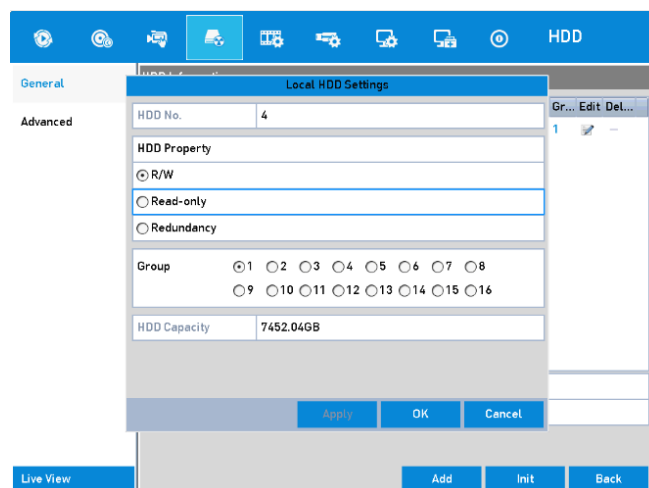 HDD
General
Advanced
Local HDD Settings
Gr... Edit Del...
1 —
HDD No. 4
HDD Property
R/W
Read-only
Redundancy
Group 1 2 3 4 5 6 7 8
9 10 11 12 13 14 15 16
HDD Capacity 7452.04GB
Apply OK Cancel
Live View Add Init Back